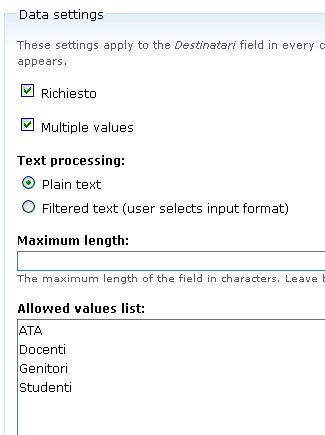 Data settings
These settings apply to the Destinatari field in every
appears.
Richiesto
Multiple values
Text processing:
Plain text
Filtered text (user selects input format)
Maximum length:
The maximum length of the field in characters. Leave
Allowed values list:
ATA
Docenti
Genitori
Studenti